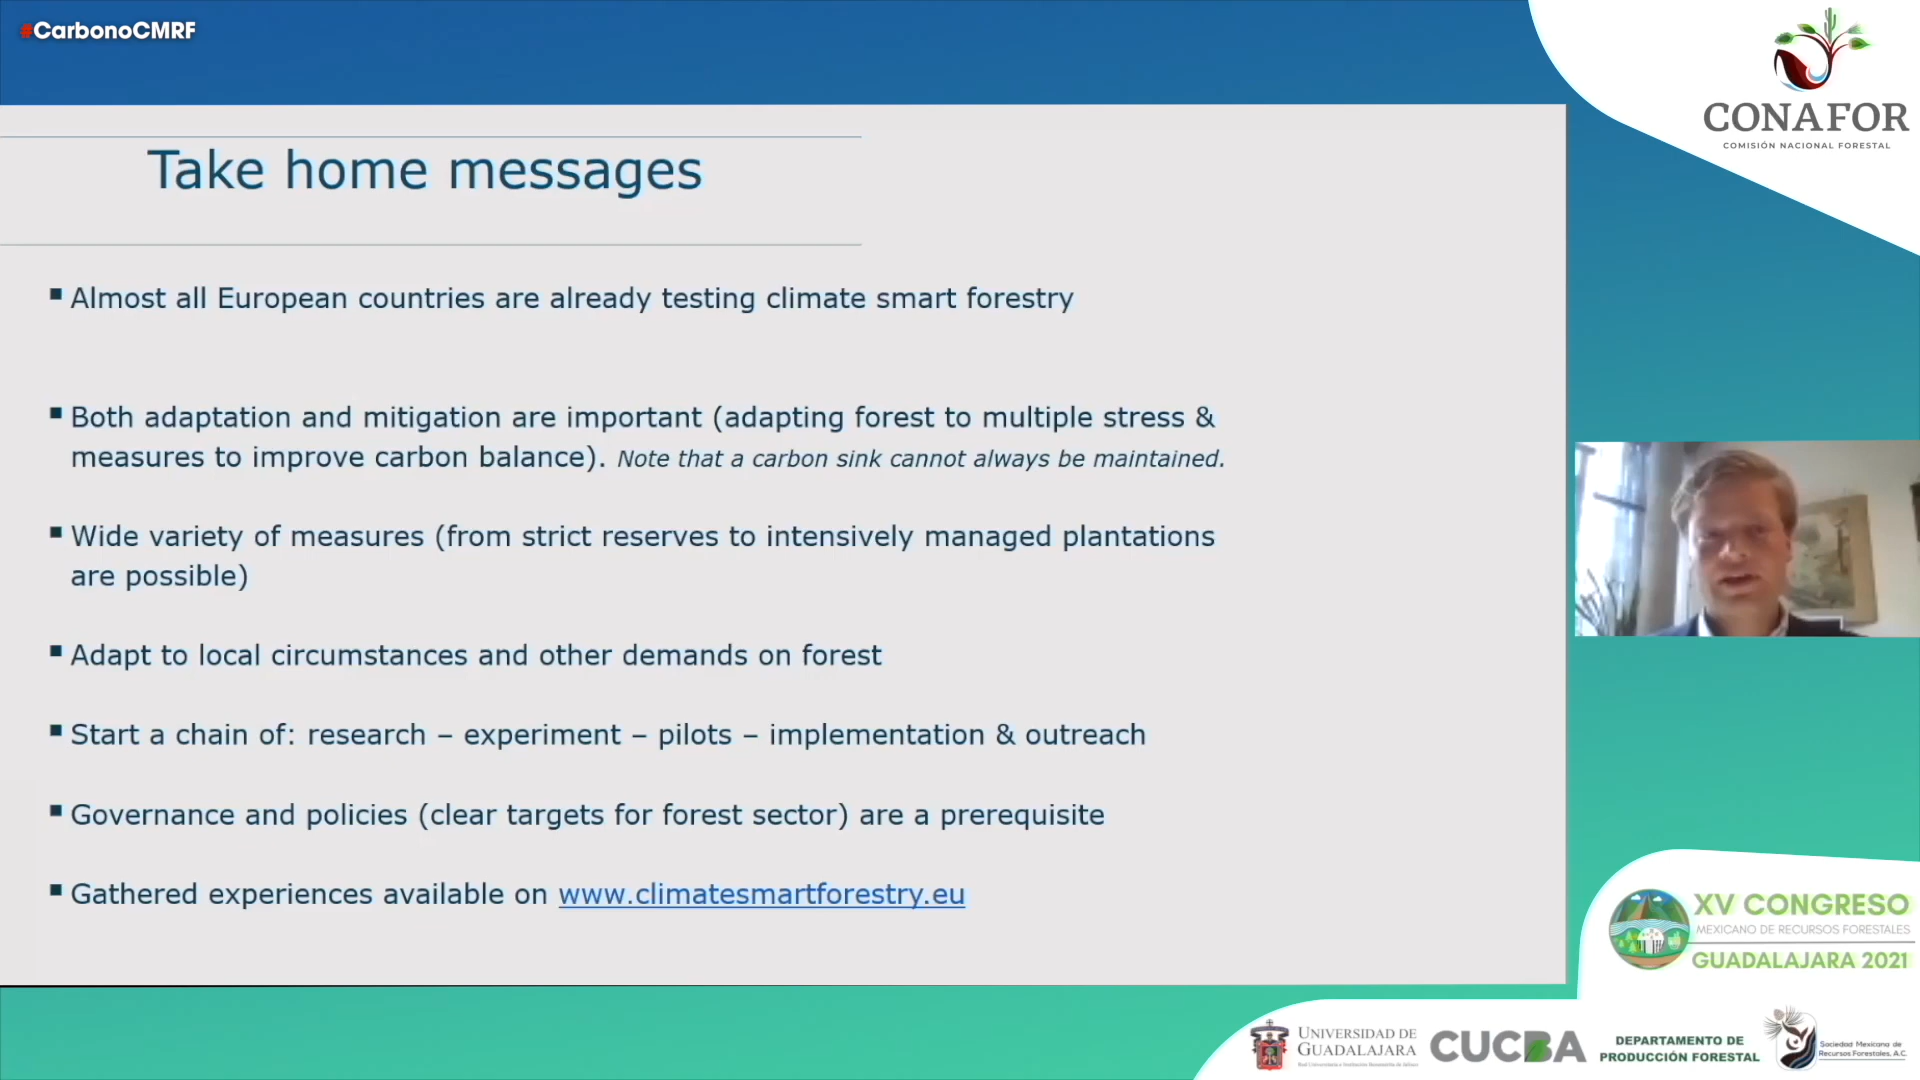 #CarbonoCMRF
CONAFOR
COMISIÓN NACIONAL FORESTAL
Take home messages
▪ Almost all European countries are already testing climate smart forestry
▪ Both adaptation and mitigation are important (adapting forest to multiple stress &
measures to improve carbon balance). Note that a carbon sink cannot always be maintained.
▪ Wide variety of measures (from strict reserves to intensively managed plantations
are possible)
▪ Adapt to local circumstances and other demands on forest
▪ Start a chain of: research – experiment – pilots – implementation & outreach
▪ Governance and policies (clear targets for forest sector) are a prerequisite
▪ Gathered experiences available on www.climatesmartforestry.eu
XV CONGRESO
MEXICANO DE RECURSOS FORESTALES
GUADALAJARA 2021
UNIVERSIDAD DE
GUADALAJARA
CUCBA
DEPARTAMENTO DE
PRODUCCIÓN FORESTAL
Sociedad Mexicana de
Recursos Forestales, A.C.